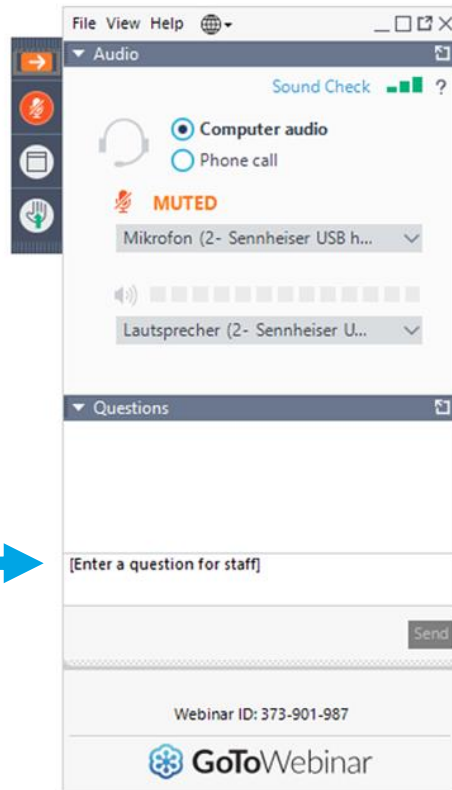 File View Help
Audio
Sound Check ?
Computer audio
Phone call
MUTED
Mikrofon (2- Sennheiser USB h...
Lautsprecher (2- Sennheiser U...
Questions
[Enter a question for staff]
Send
Webinar ID: 373-901-987
GoToWebinar